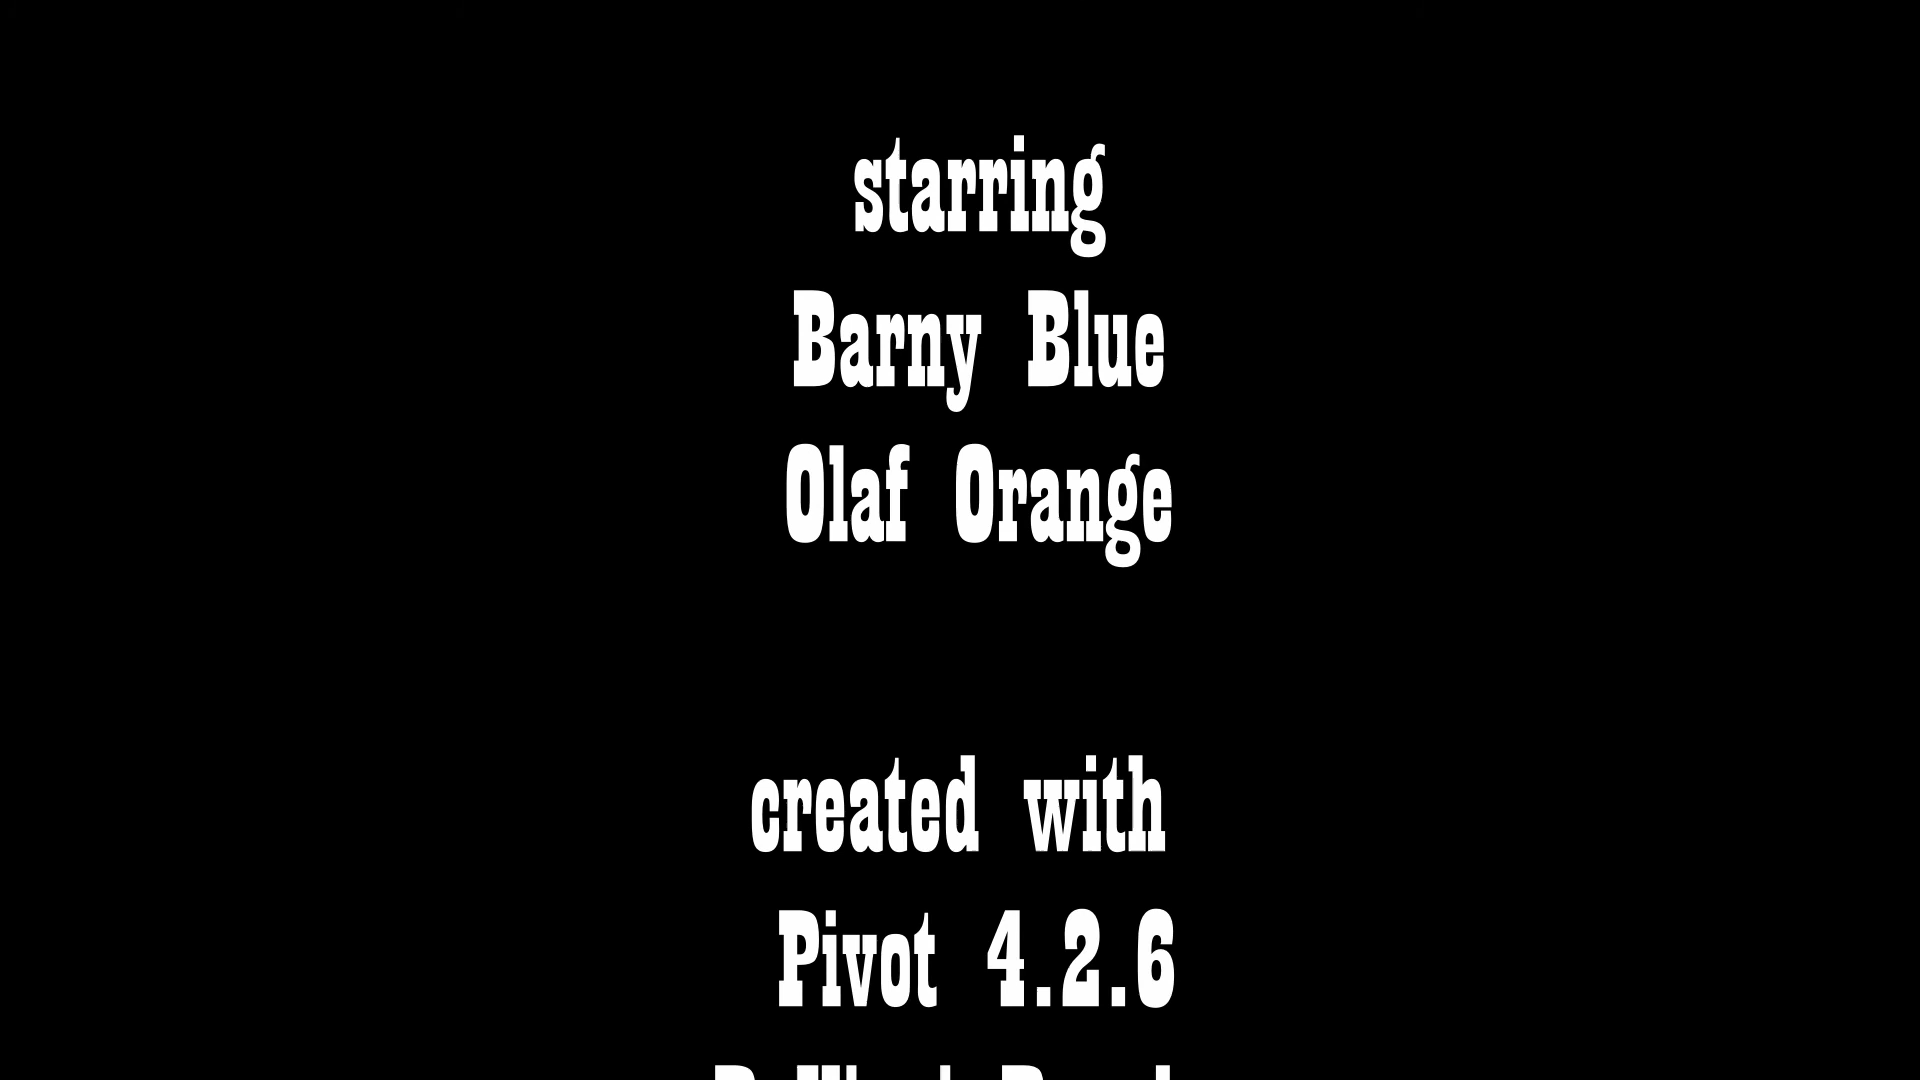 starring
Barny Blue
Olaf Orange
created with
Pivot 4.2.6